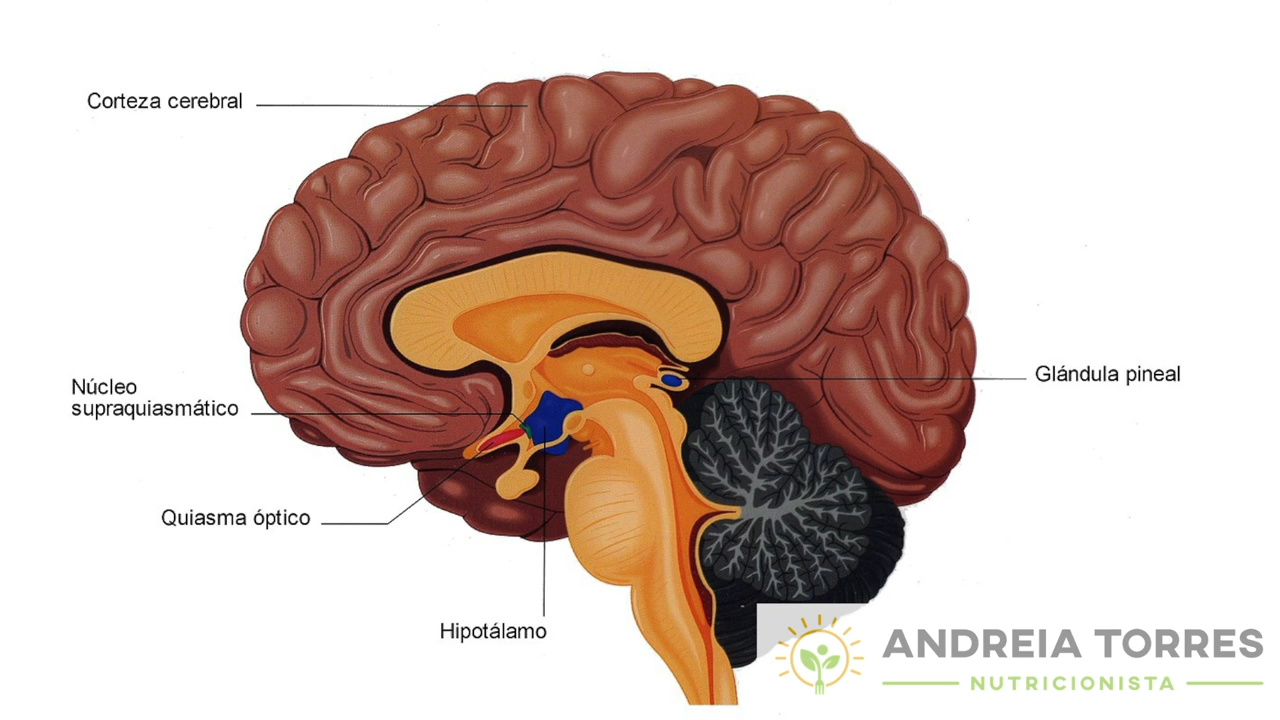 Corteza cerebral
Núcleo
supraquiasmático
Glándula pineal
Quiasma óptico
Hipotálamo
ANDREIA TORRES
NUTRICIONISTA